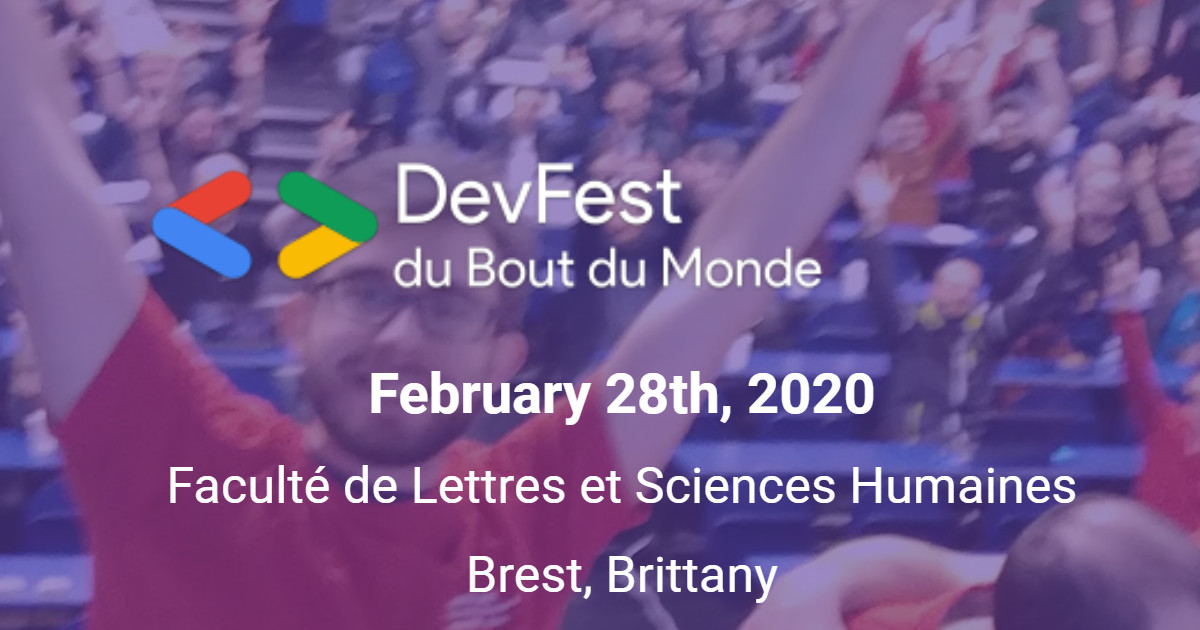 DevFest
du Bout du Monde
February 28th, 2020
Faculté de Lettres et Sciences Humaines
Brest, Brittany